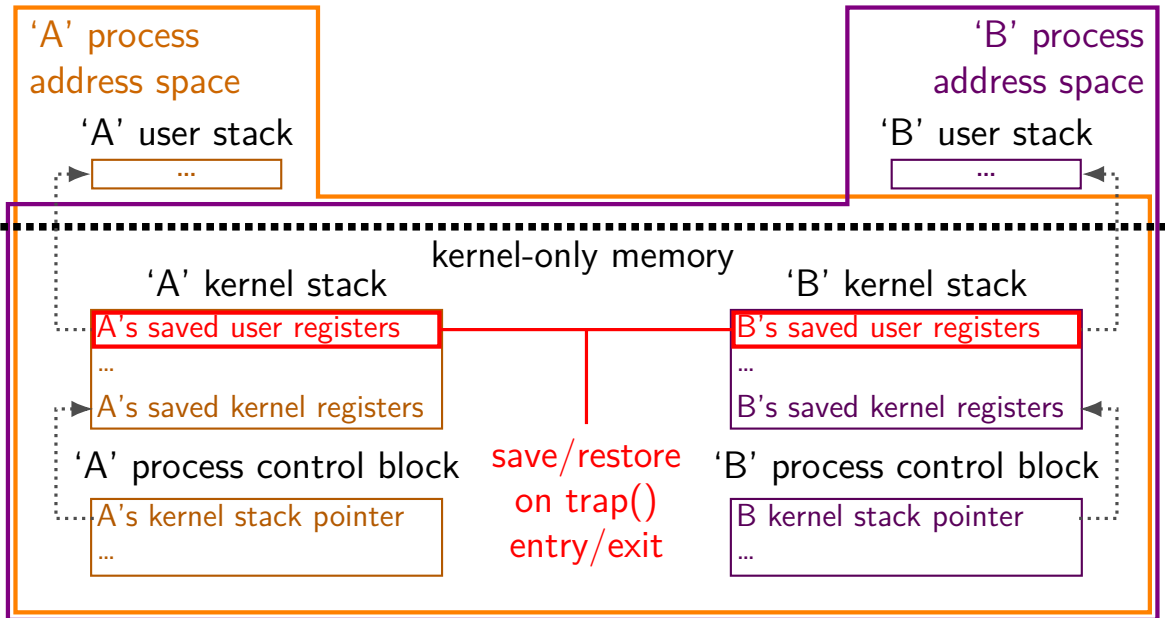 ‘A’ process
address space
‘B’ process
address space
‘A’ user stack
...
‘B’ user stack
...
kernel-only memory
‘A’ kernel stack
A's saved user registers
...
A's saved kernel registers
‘B’ kernel stack
B's saved user registers
...
B's saved kernel registers
‘A’ process control block
A's kernel stack pointer
...
save/restore
on trap()
entry/exit
‘B’ process control block
B kernel stack pointer
...